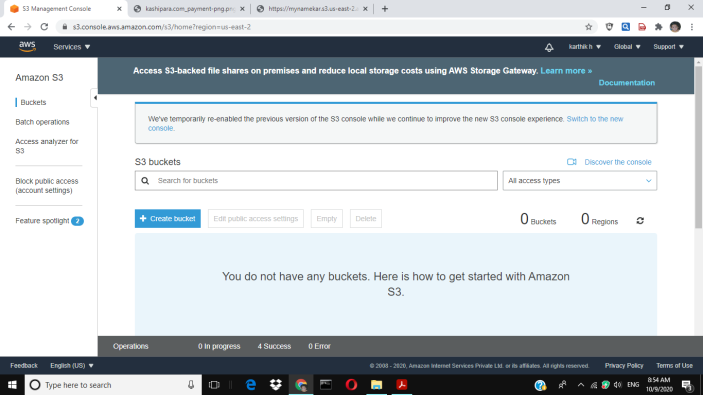 S3 Management Console
kashipara.com_payment-png.pn
https://mynamekar.s3.us-east-2.a
s3.console.aws.amazon.com/s3/home?region=us-east-2
aws
Services
karthik h
Global
Support
Amazon S3
Buckets
Batch operations
Access analyzer for
S3
Block public access
(account settings)
Feature spotlight 2
Access S3-backed file shares on premises and reduce local storage costs using AWS Storage Gateway. Learn more »
Documentation
We've temporarily re-enabled the previous version of the S3 console while we continue to improve the new S3 console experience. Switch to the new
console.
S3 buckets
Discover the console
Search for buckets
All access types
+ Create bucket
Edit public access settings
Empty
Delete
0 Buckets
0 Regions
You do not have any buckets. Here is how to get started with Amazon
S3.
Operations
0 In progress
4 Success
0 Error
Feedback
English (US)
© 2008 - 2020, Amazon Internet Services Private Ltd. or its affiliates. All rights reserved.
Privacy Policy
Terms of Use
Type here to search
ENG
8:54 AM
10/9/2020
3